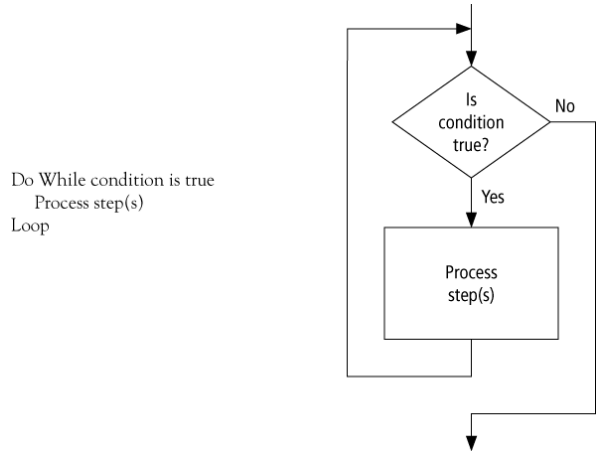 Do While condition is true
Process step(s)
Loop
Is
condition
true?
No
Yes
Process
step(s)